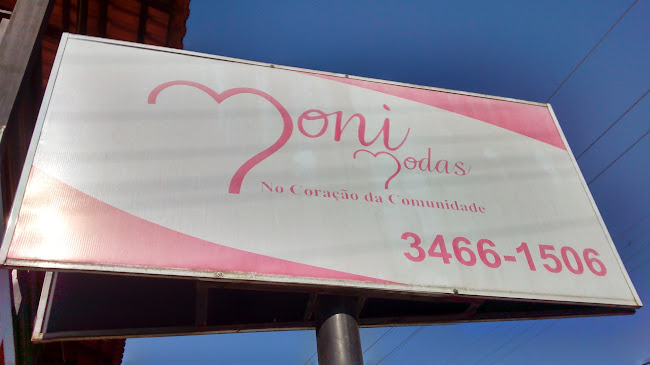 Moni
Modas
No Coração da Comunidade
3466-1506